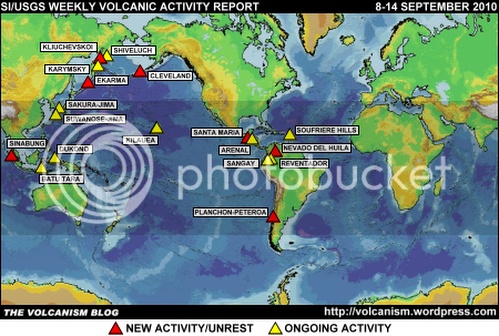 SI/USGS WEEKLY VOLCANIC ACTIVITY REPORT
8-14 SEPTEMBER 2010
KLIUCHEVSKOI
SHIVELUCH
KARYMSKY
CLEVELAND
EKARMA
SAKURA-JIMA
SUWANOSE-JIMA
KILAUEA
SANTA MARIA
SOUFRIERE HILLS
SINABUNG
DUKONO
ARENAL
NEVADO DEL HUILA
SANGAY
REVENTADOR
BATU TARA
photobucket
PLANCHON-PETEROA
THE VOLCANISM BLOG
http://volcanism.wordpress.com/
NEW ACTIVITY/UNREST
ONGOING ACTIVITY